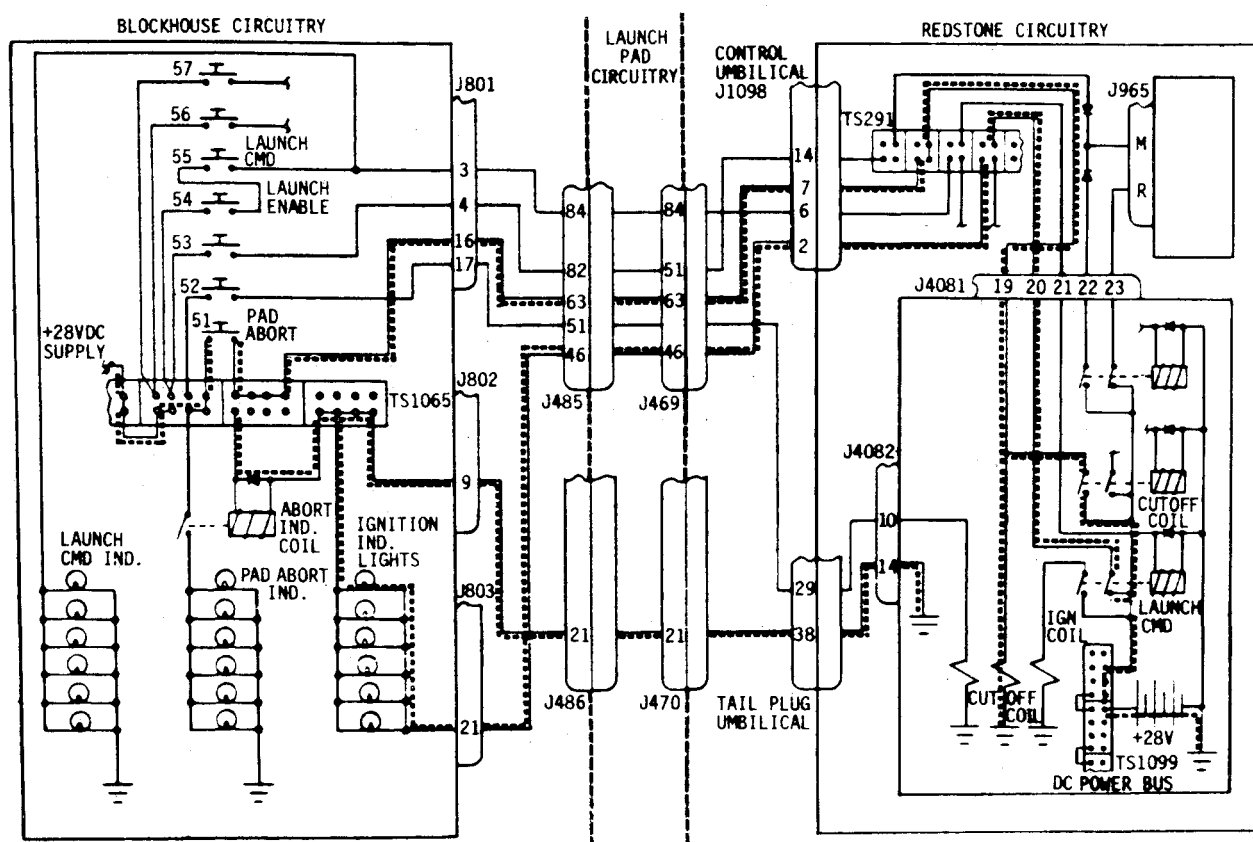 BLOCKHOUSE CIRCUITRY
LAUNCH
PAD
CIRCUITRY
REDSTONE CIRCUITRY
57
56
LAUNCH
CMD
55
LAUNCH
ENABLE
54
53
52
51
PAD
ABORT
+28VDC
SUPPLY
TS1065
J801
3
4
16
17
J802
9
J803
21
ABORT
IND.
COIL
IGNITION
IND.
LIGHTS
LAUNCH
CMD IND.
PAD ABORT
IND.
84
82
63
51
46
J485
84
51
63
46
J469
21
J486
21
J470
CONTROL
UMBILICAL
J1098
14
7
6
2
TS291
J965
M
R
J4081
19
20
21
22
23
J4082
10
14
29
38
TAIL PLUG
UMBILICAL
CUTOFF
COIL
LAUNCH
CMD
IGN
COIL
CUTOFF
COIL
+28V
TS1099
DC POWER BUS